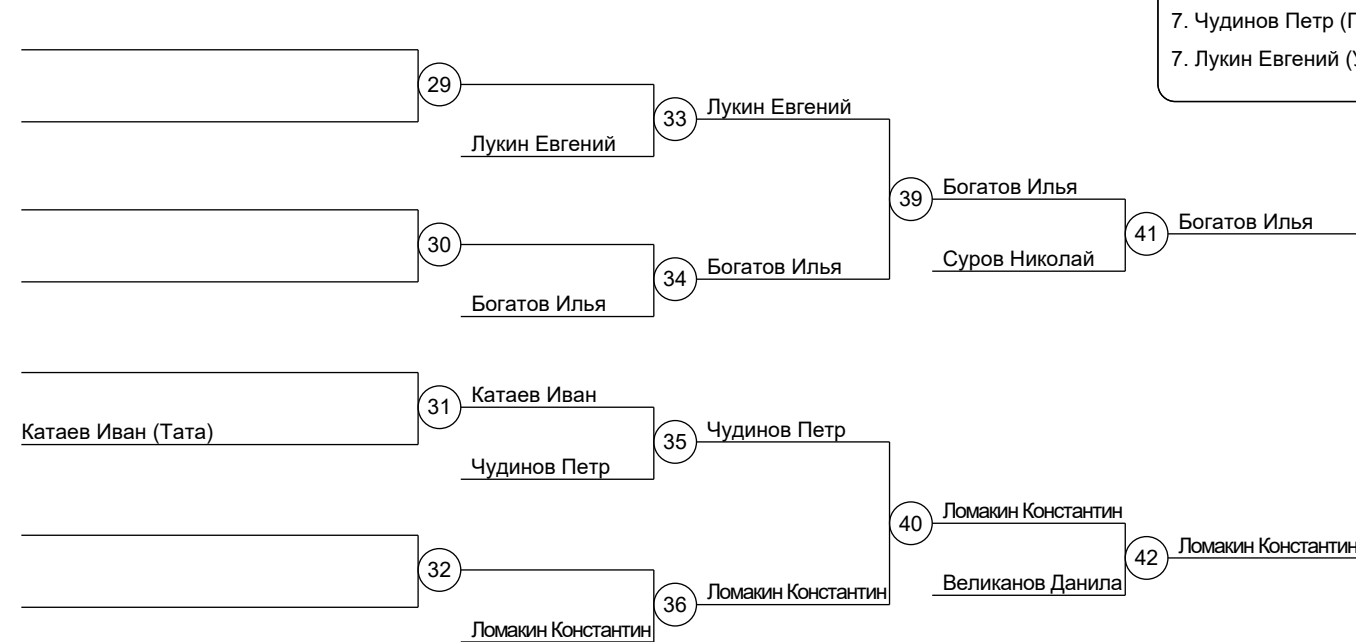 7. Чудинов Петр (
7. Лукин Евгений (
29
Лукин Евгений
33
Лукин Евгений
39
Богатов Илья
41
Богатов Илья
Суров Николай
30
34
Богатов Илья
Богатов Илья
Катаев Иван (Тата)
31
Катаев Иван
Чудинов Петр
35
Чудинов Петр
40
Ломакин Константин
42
Ломакин Константин
Великанов Данила
32
36
Ломакин Константин
Ломакин Константин